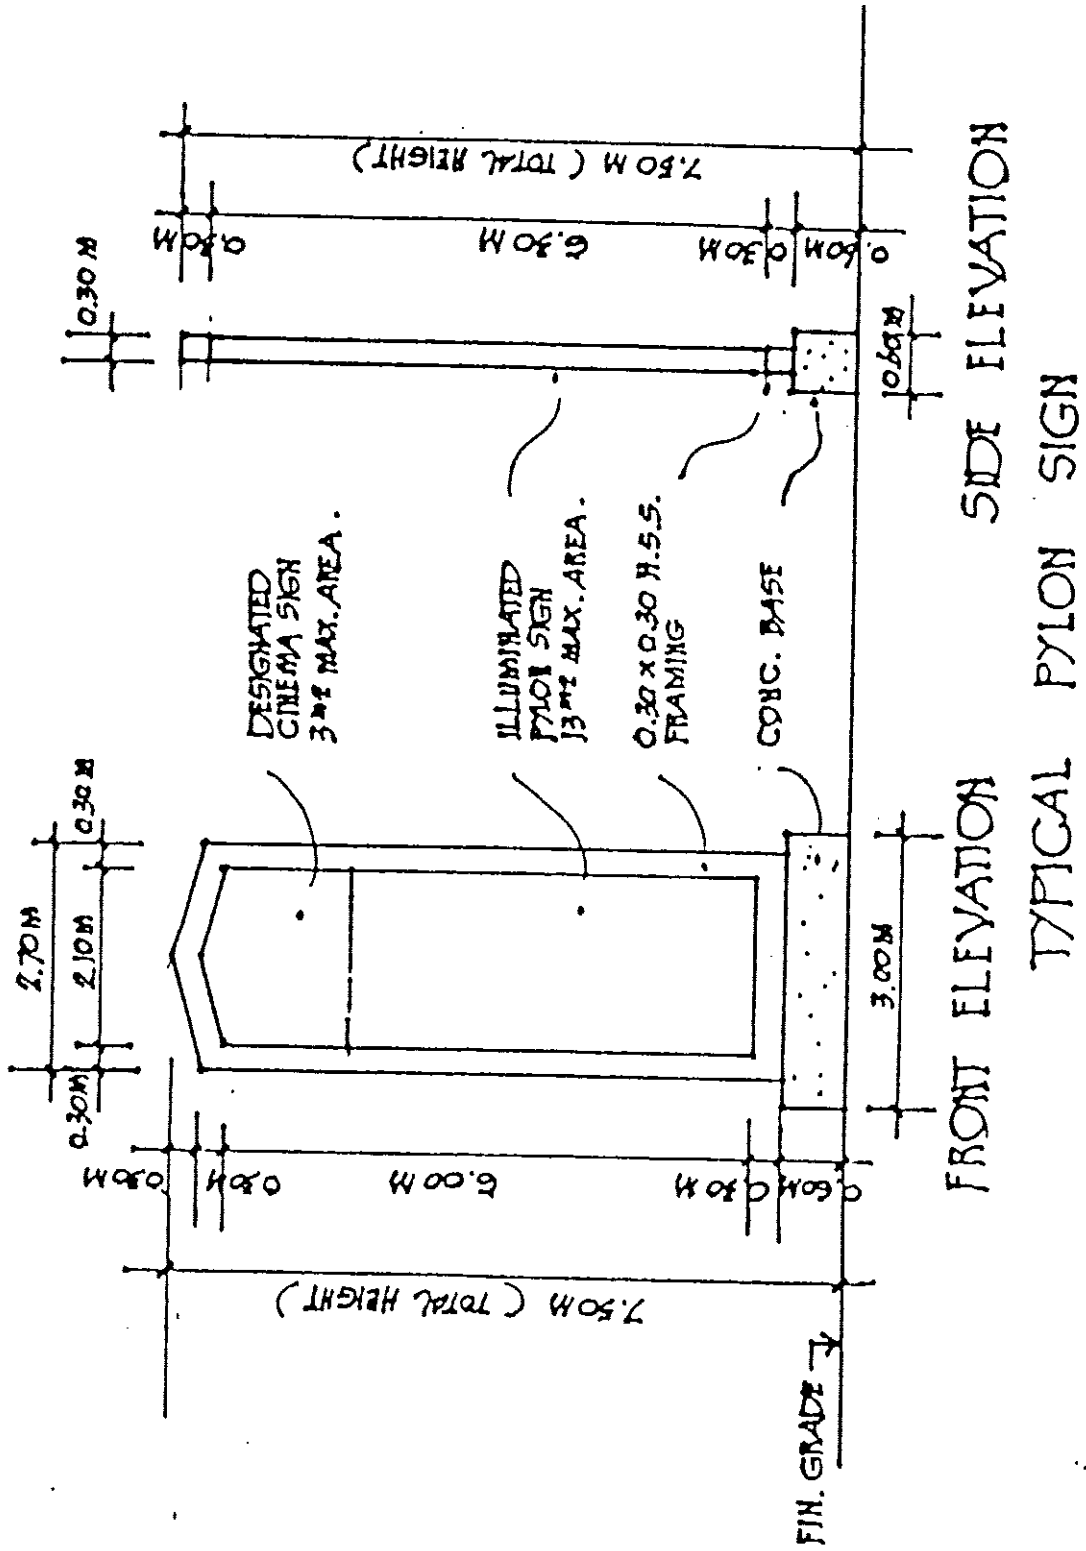 2.70 M
0.30 M
2.10 M
0.30 M
0.30 M
DESIGNATED
CINEMA SIGN
3 m² MAX. AREA.
ILLUMINATED
PYLON SIGN
13 m² MAX. AREA.
0.30 x 0.30 H.S.S.
FRAMING
CONC. BASE
7.50 M (TOTAL HEIGHT)
0.30 M
0.30 M
6.00 M
0.30 M
0.60 M
7.50 M (TOTAL HEIGHT)
0.30 M
6.30 M
0.30 M
0.60 M
FIN. GRADE
3.00 M
0.60 M
FRONT ELEVATION
SIDE ELEVATION
TYPICAL PYLON SIGN